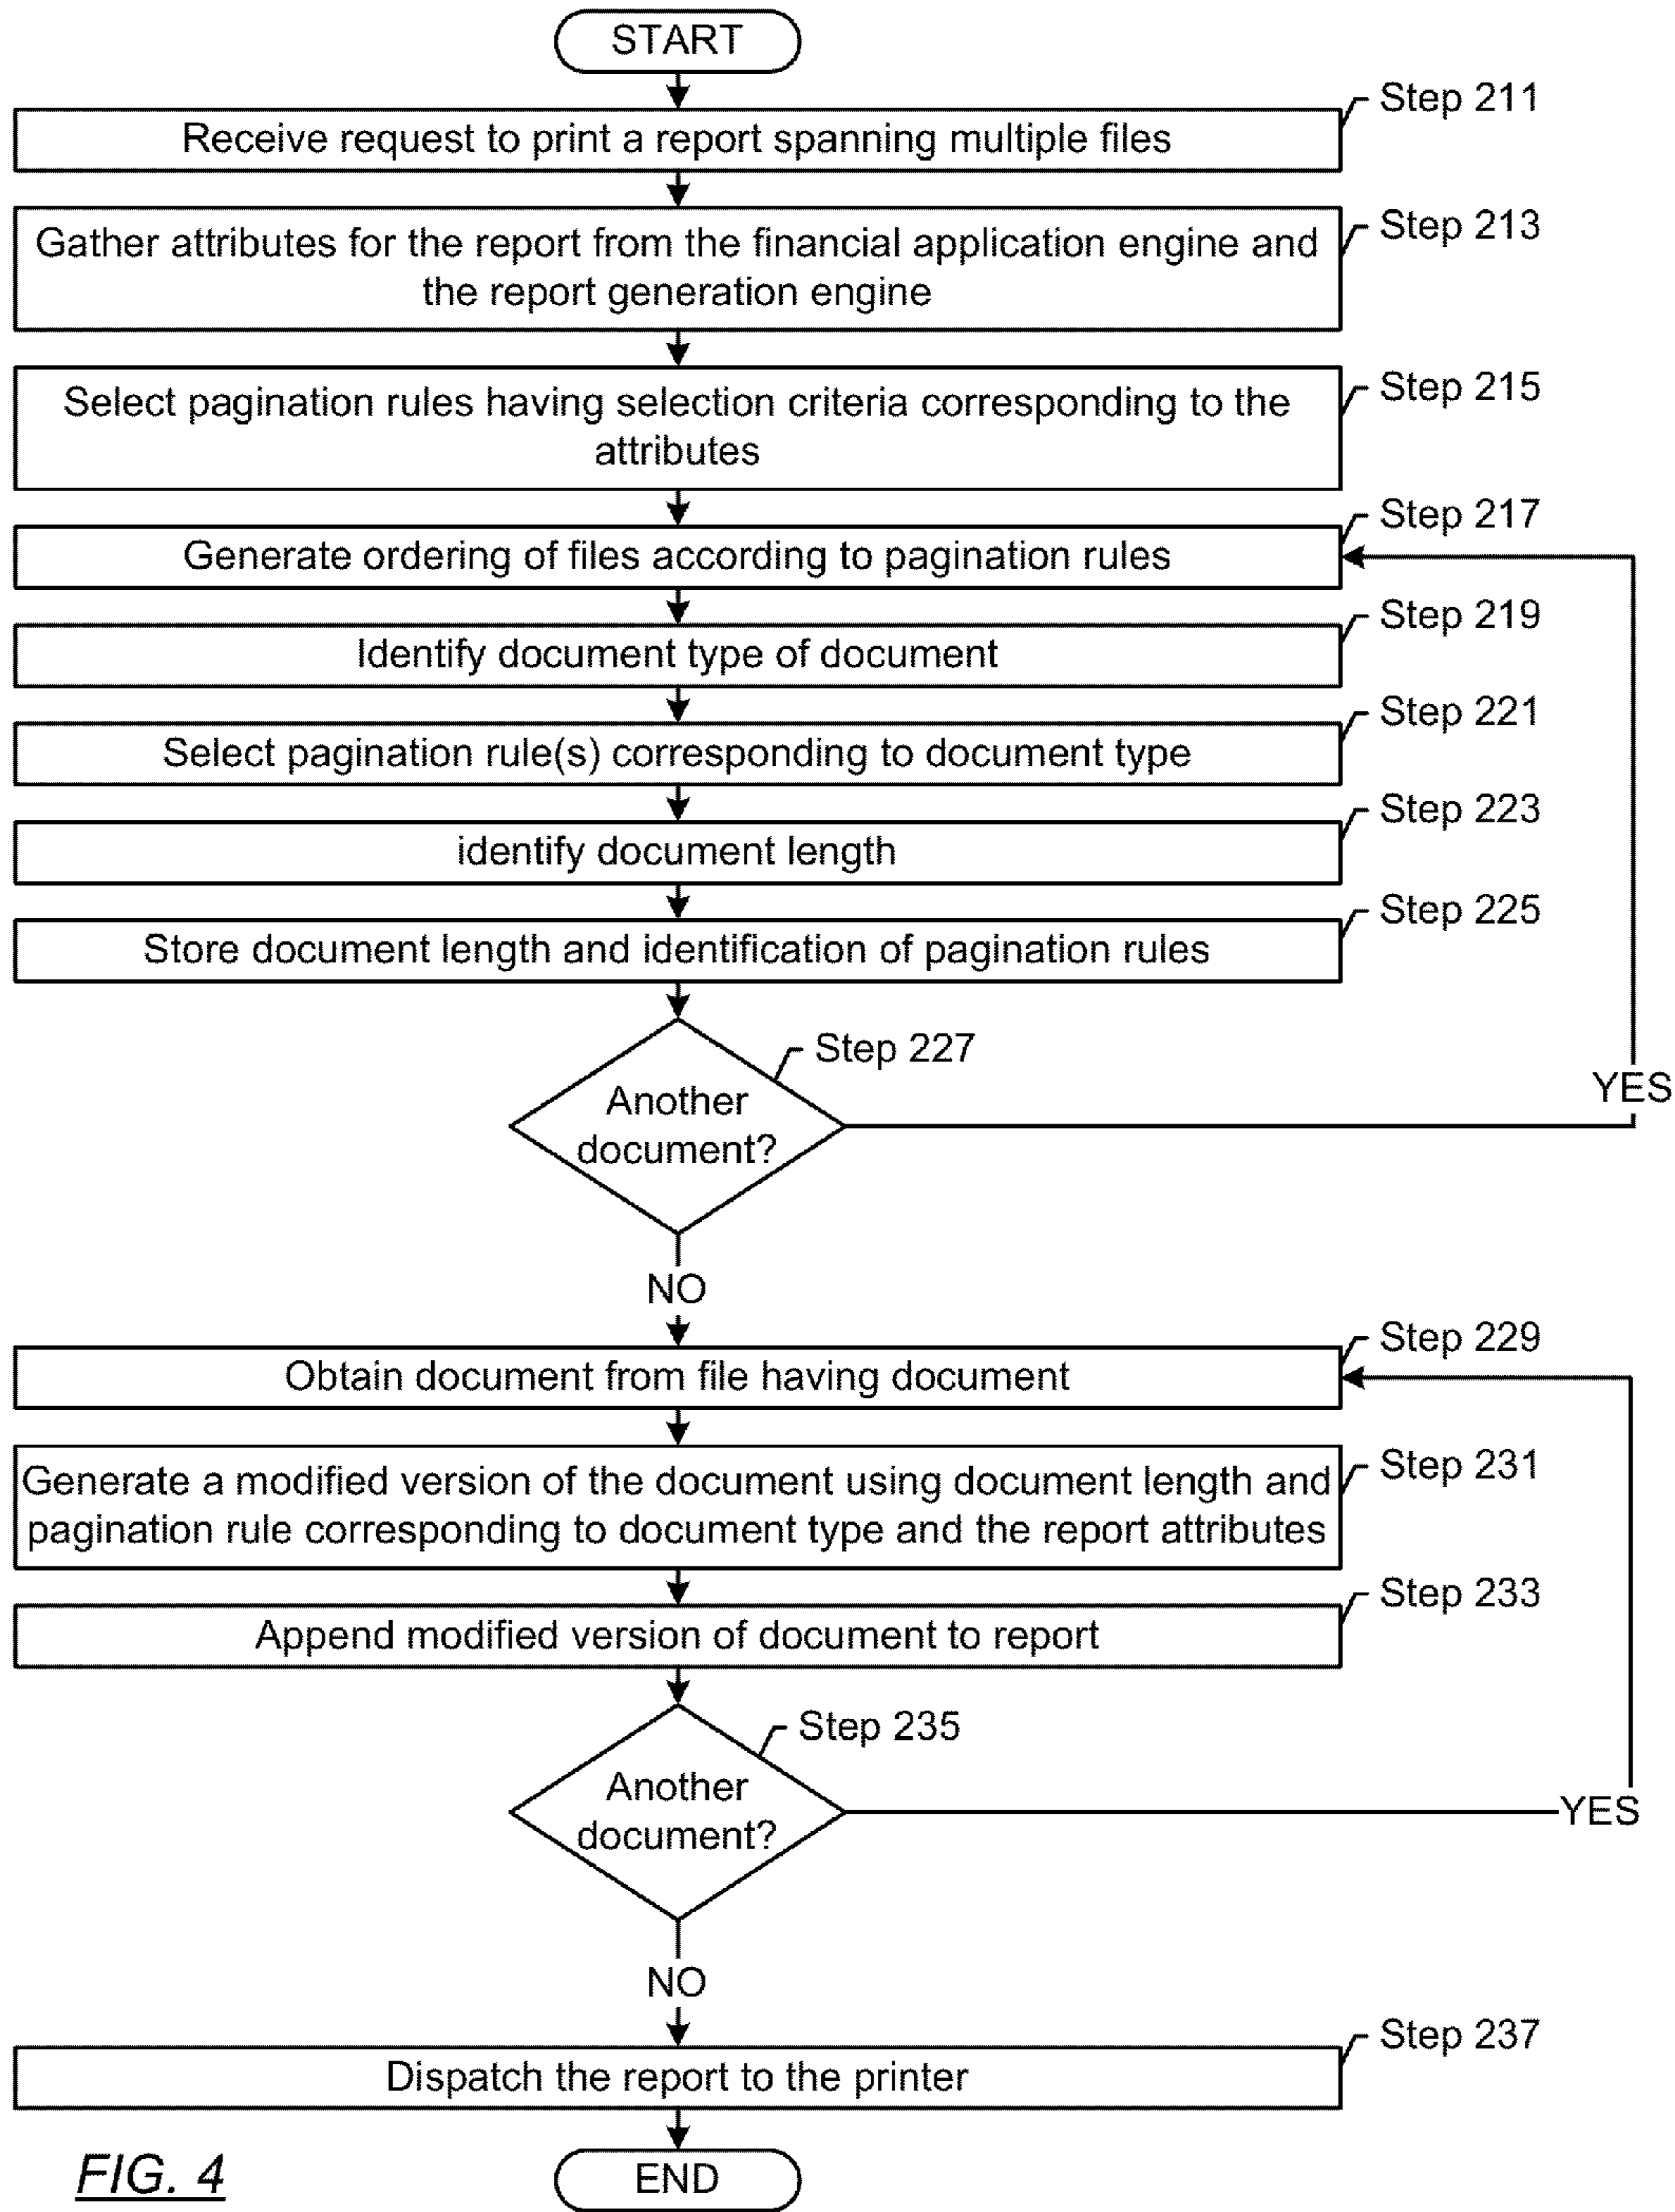 START
Step 211
Receive request to print a report spanning multiple files
Step 213
Gather attributes for the report from the financial application engine and
the report generation engine
Step 215
Select pagination rules having selection criteria corresponding to the
attributes
Step 217
Generate ordering of files according to pagination rules
Step 219
Identify document type of document
Step 221
Select pagination rule(s) corresponding to document type
Step 223
identify document length
Step 225
Store document length and identification of pagination rules
Step 227
Another
document?
YES
NO
Step 229
Obtain document from file having document
Step 231
Generate a modified version of the document using document length and
pagination rule corresponding to document type and the report attributes
Step 233
Append modified version of document to report
Step 235
Another
document?
YES
NO
Step 237
Dispatch the report to the printer
END
FIG. 4